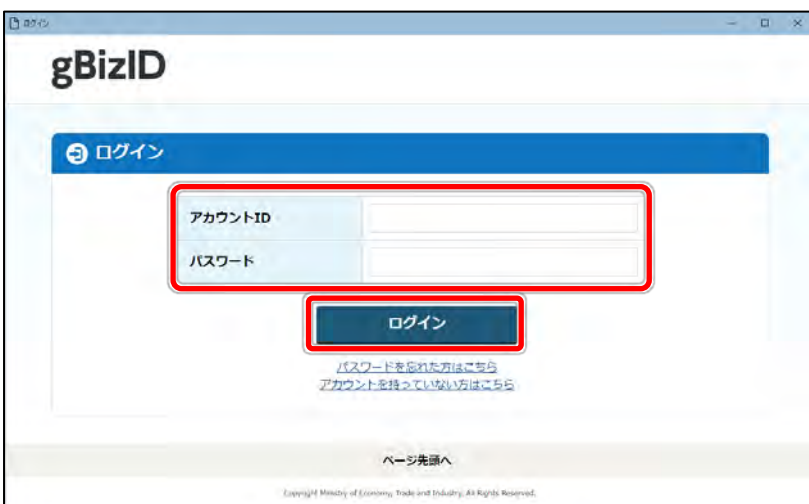 ログイン
gBizID
ログイン
アカウントID
パスワード
ログイン
パスワードを忘れた方はこちら
アカウントを持っていない方はこちら
ページ先頭へ
Copyright Ministry of Economy, Trade and Industry. All Rights Reserved.